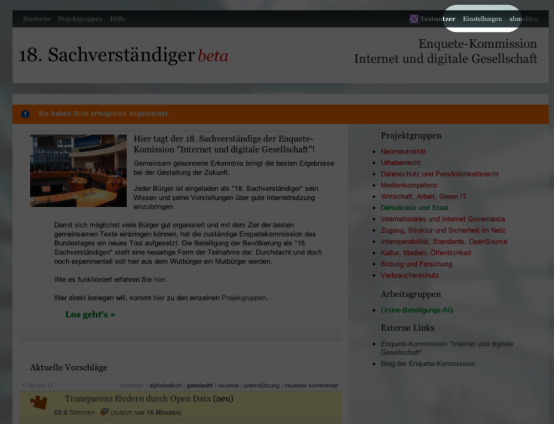 Startseite Projektgruppen Hilfe
Testnutzer Einstellungen abmelden
18. Sachverständiger beta
Enquete-Kommission
Internet und digitale Gesellschaft
Sie haben Sich erfolgreich angemeldet.
Hier tagt der 18. Sachverständige der Enquete-
Komission "Internet und digitale Gesellschaft"!
Gemeinsam gewonnene Erkenntnis bringt die besten Ergebnisse
bei der Gestaltung der Zukunft.
Jeder Bürger ist eingeladen als "18. Sachverständiger" sein
Wissen und seine Vorstellungen über gute Internetnutzung
einzubringen.
Damit sich möglichst viele Bürger gut organisiert und mit dem Ziel der besten
gemeinsamen Texte einbringen können, hat die zuständige Enquetekommission des
Bundestages ein neues Tool aufgesetzt. Die Beteiligung der Bevölkerung als "18.
Sachverständigen" stellt eine neuartige Form der Teilnahme dar. Durchdacht und doch
noch experimentell soll hier aus dem Wutbürger ein Mutbürger werden.
Wie es funktioniert erfahren Sie hier.
Wer direkt loslegen will, kommt hier zu den einzelnen Projektgruppen.
Los geht's »
Aktuelle Vorschläge
sortieren | alphabetisch | gemischt | neueste | unterstützung | neuester kommentar
Transparenz fördern durch Open Data (neu)
Stimmen · (zuletzt: vor 16 Minuten)
Projektgruppen
Netzneutralität
Urheberrecht
Datenschutz und Persönlichkeitsrecht
Medienkompetenz
Wirtschaft, Arbeit, Green IT
Demokratie und Staat
Internationales und Internet Governance
Zugang, Struktur und Sicherheit im Netz
Interoperabilität, Standards, OpenSource
Kultur, Medien, Öffentlichkeit
Bildung und Forschung
Verbraucherschutz
Arbeitsgruppen
Online-Beteiligungs-AG
Externe Links
Enquete-Kommission "Internet und digitale
Gesellschaft"
Blog der Enquete-Kommission